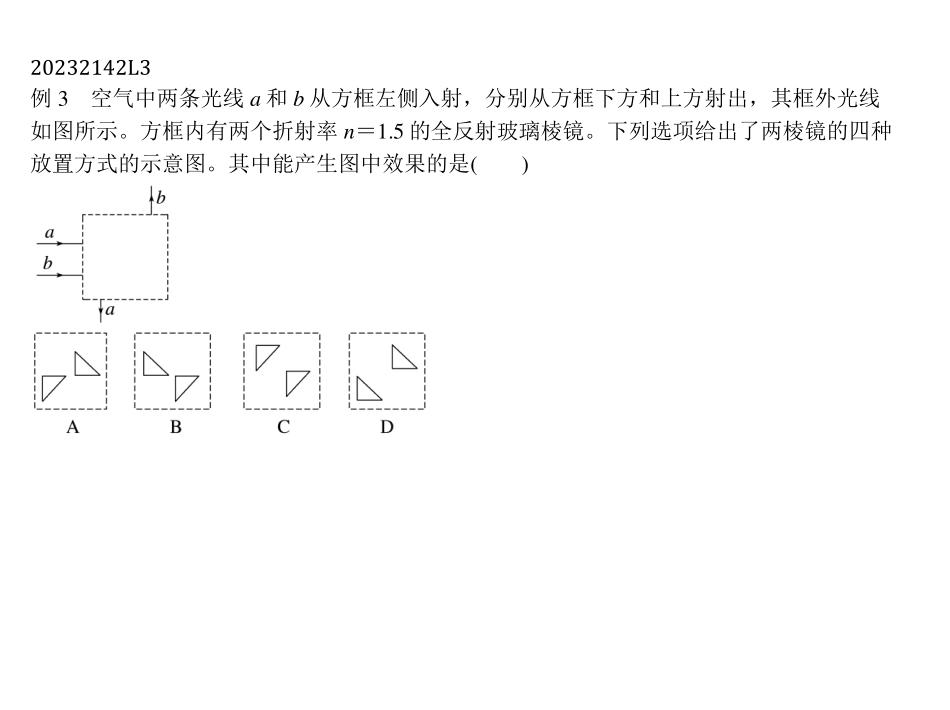 20232142L3
例 3　空气中两条光线 a 和 b 从方框左侧入射，分别从方框下方和上方射出，其框外光线
如图所示。方框内有两个折射率 n＝1.5 的全反射玻璃棱镜。下列选项给出了两棱镜的四种
放置方式的示意图。其中能产生图中效果的是(　　)
b
a
b
a
A B C D